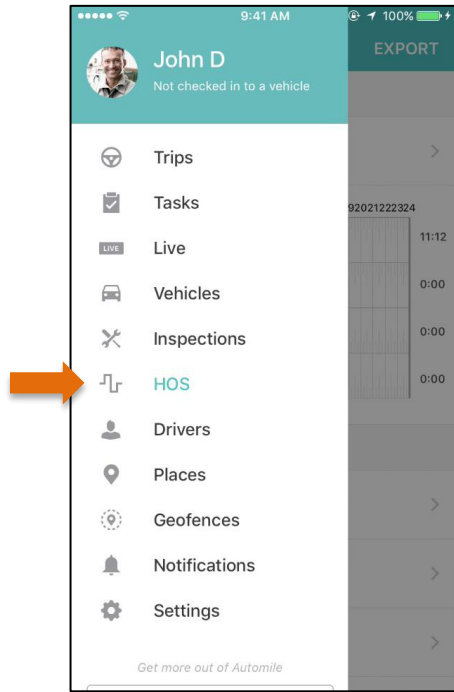 9:41 AM
100%
John D
Not checked in to a vehicle
EXPORT
Trips
Tasks
92021222324
11:12
LIVE
Live
0:00
Vehicles
0:00
Inspections
0:00
HOS
Drivers
Places
Geofences
Notifications
Settings
Get more out of Automile